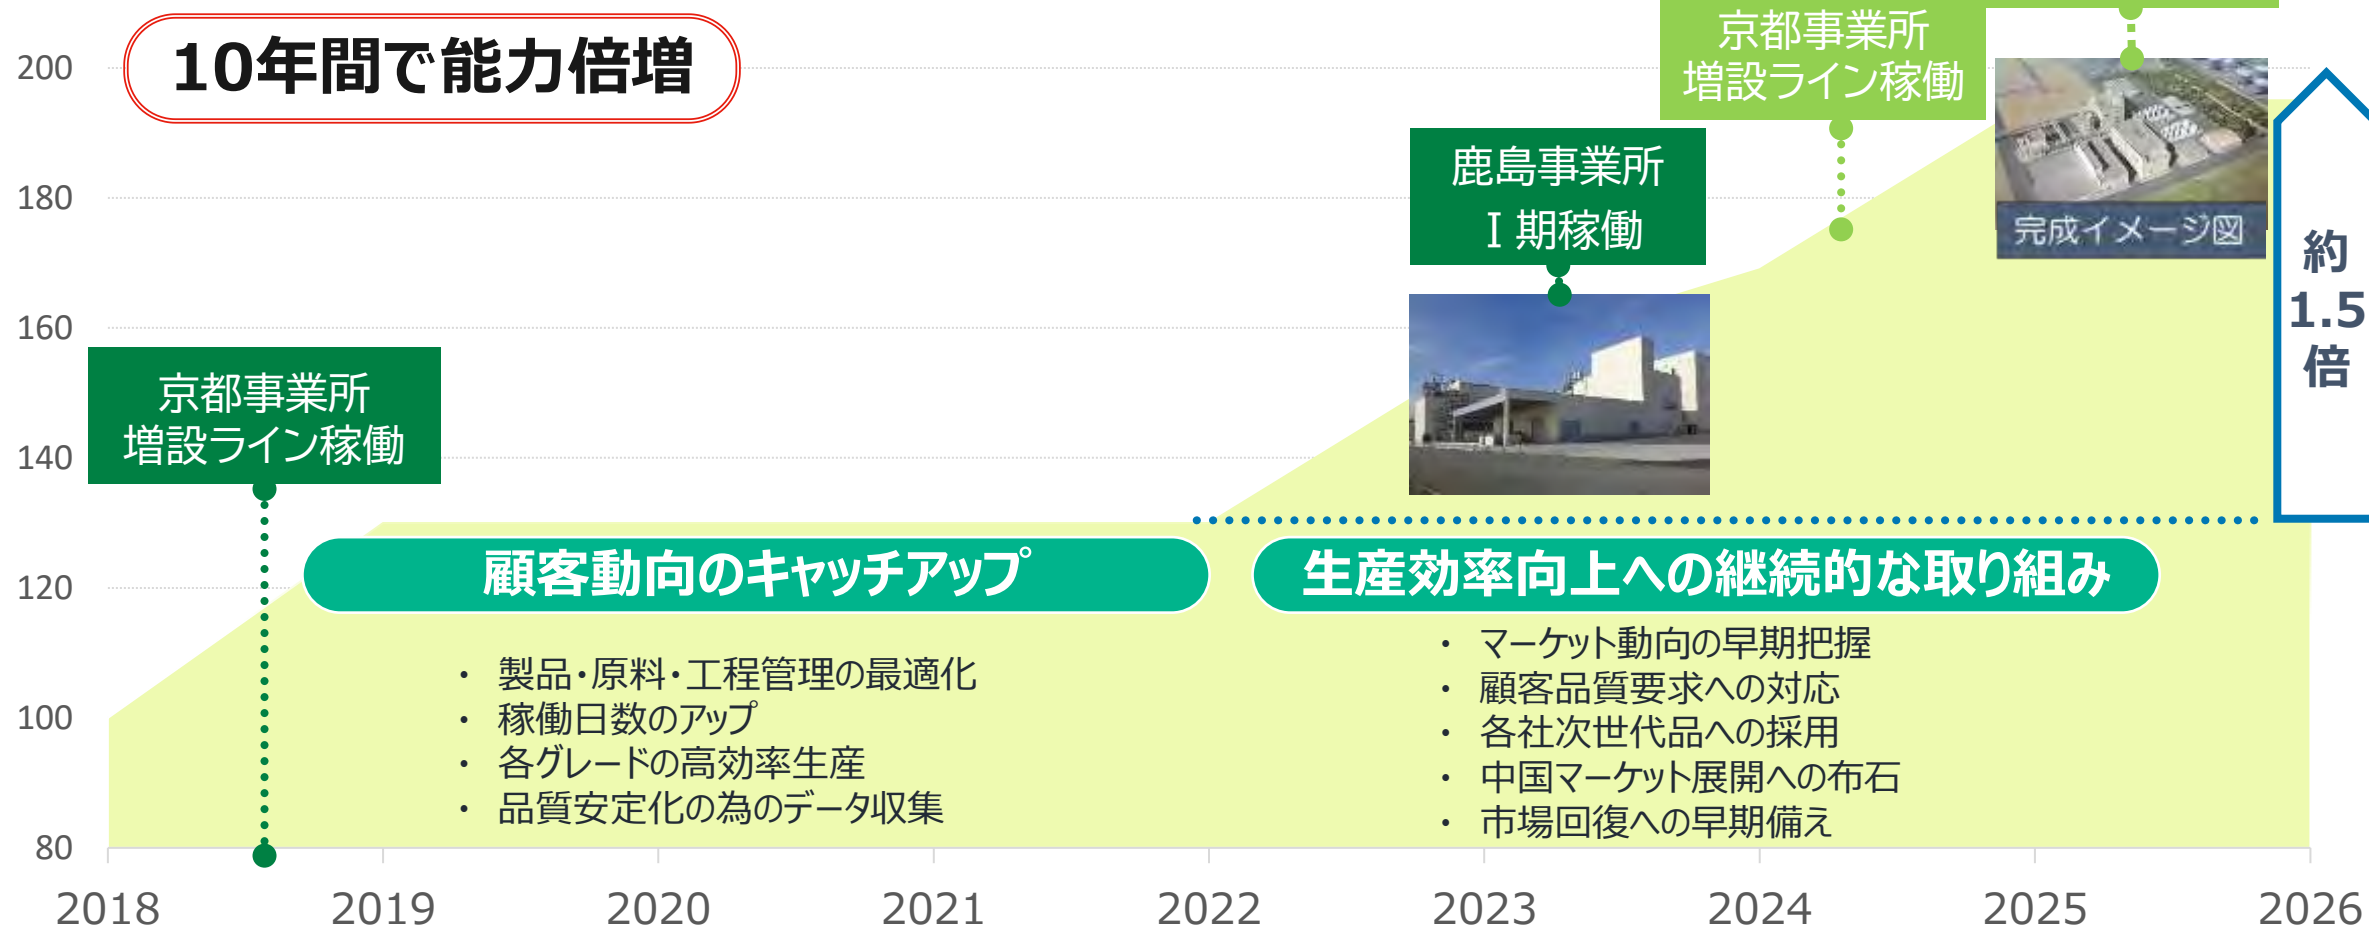 10年間で能力倍増
京都事業所
増設ライン稼働
鹿島事業所
Ⅰ期稼働
京都事業所
増設ライン稼働
完成イメージ図
約
1.5
倍
顧客動向のキャッチアップ
・ 製品・原料・工程管理の最適化
・ 稼働日数のアップ
・ 各グレードの高効率生産
・ 品質安定化の為のデータ収集
生産効率向上への継続的な取り組み
・ マーケット動向の早期把握
・ 顧客品質要求への対応
・ 各社次世代品への採用
・ 中国マーケット展開への布石
・ 市場回復への早期備え
200
180
160
140
120
100
80
2018 2019 2020 2021 2022 2023 2024 2025 2026